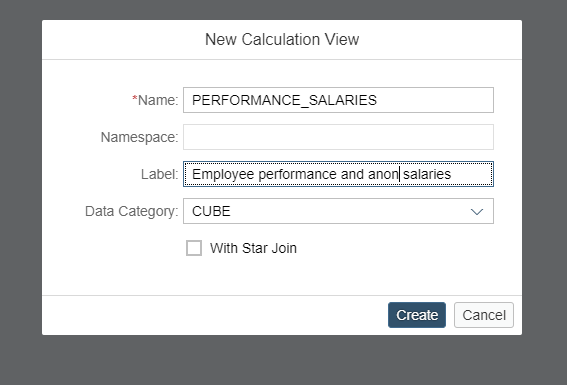 New Calculation View
*Name: PERFORMANCE_SALARIES
Namespace:
Label: Employee performance and anon salaries
Data Category: CUBE
With Star Join
Create Cancel